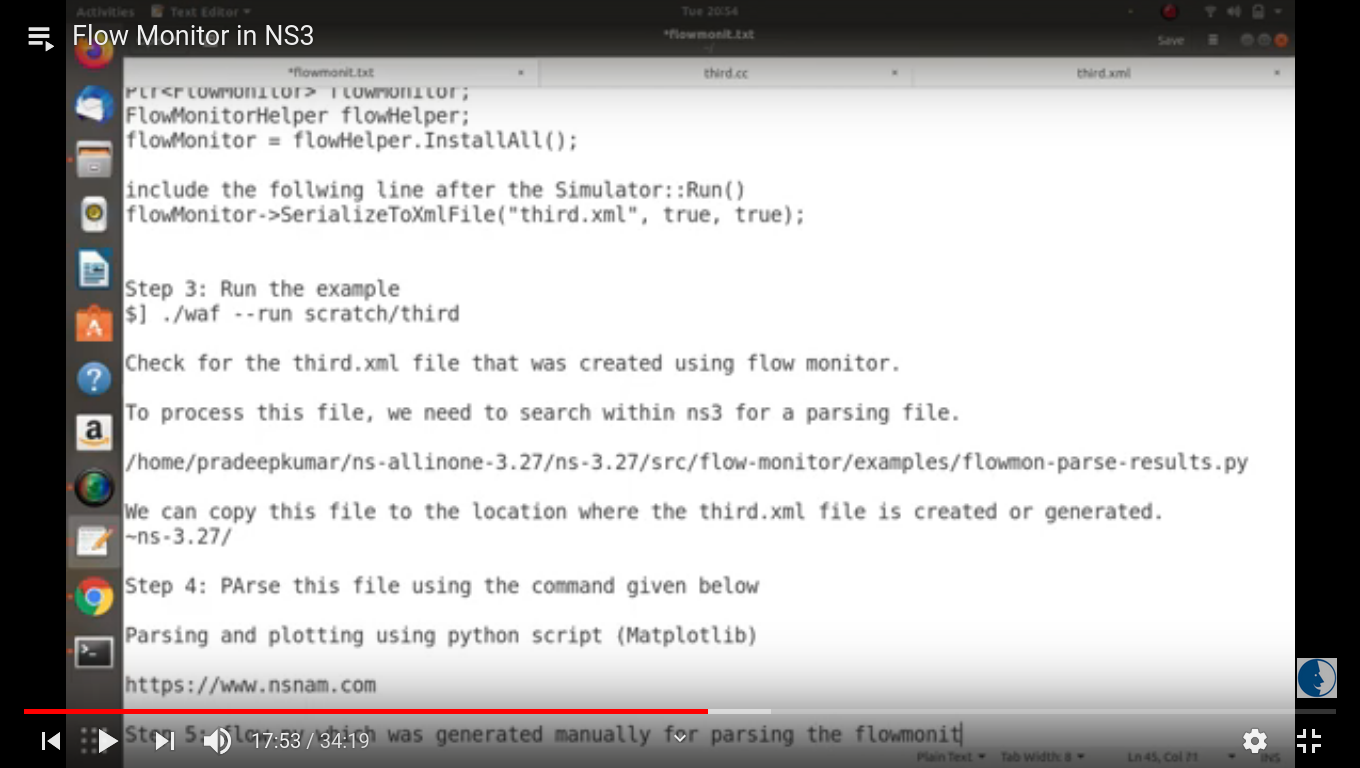 Activities Text Editor Tue 20:54
Flow Monitor in NS3
*flowmonit.txt
Save
*flowmonit.txt third.cc third.xml
Ptr<FlowMonitor> flowMonitor;
FlowMonitorHelper flowHelper;
flowMonitor = flowHelper.InstallAll();
include the follwing line after the Simulator::Run()
flowMonitor->SerializeToXmlFile("third.xml", true, true);
Step 3: Run the example
$] ./waf --run scratch/third
Check for the third.xml file that was created using flow monitor.
To process this file, we need to search within ns3 for a parsing file.
/home/pradeepkumar/ns-allinone-3.27/ns-3.27/src/flow-monitor/examples/flowmon-parse-results.py
We can copy this file to the location where the third.xml file is created or generated.
~ns-3.27/
Step 4: PArse this file using the command given below
Parsing and plotting using python script (Matplotlib)
https://www.nsnam.com
Step 5: which was generated manually for parsing the flowmonit
17:53 / 34:19
Plain Text Tab Width: 8 Ln 45, Col 71 INS